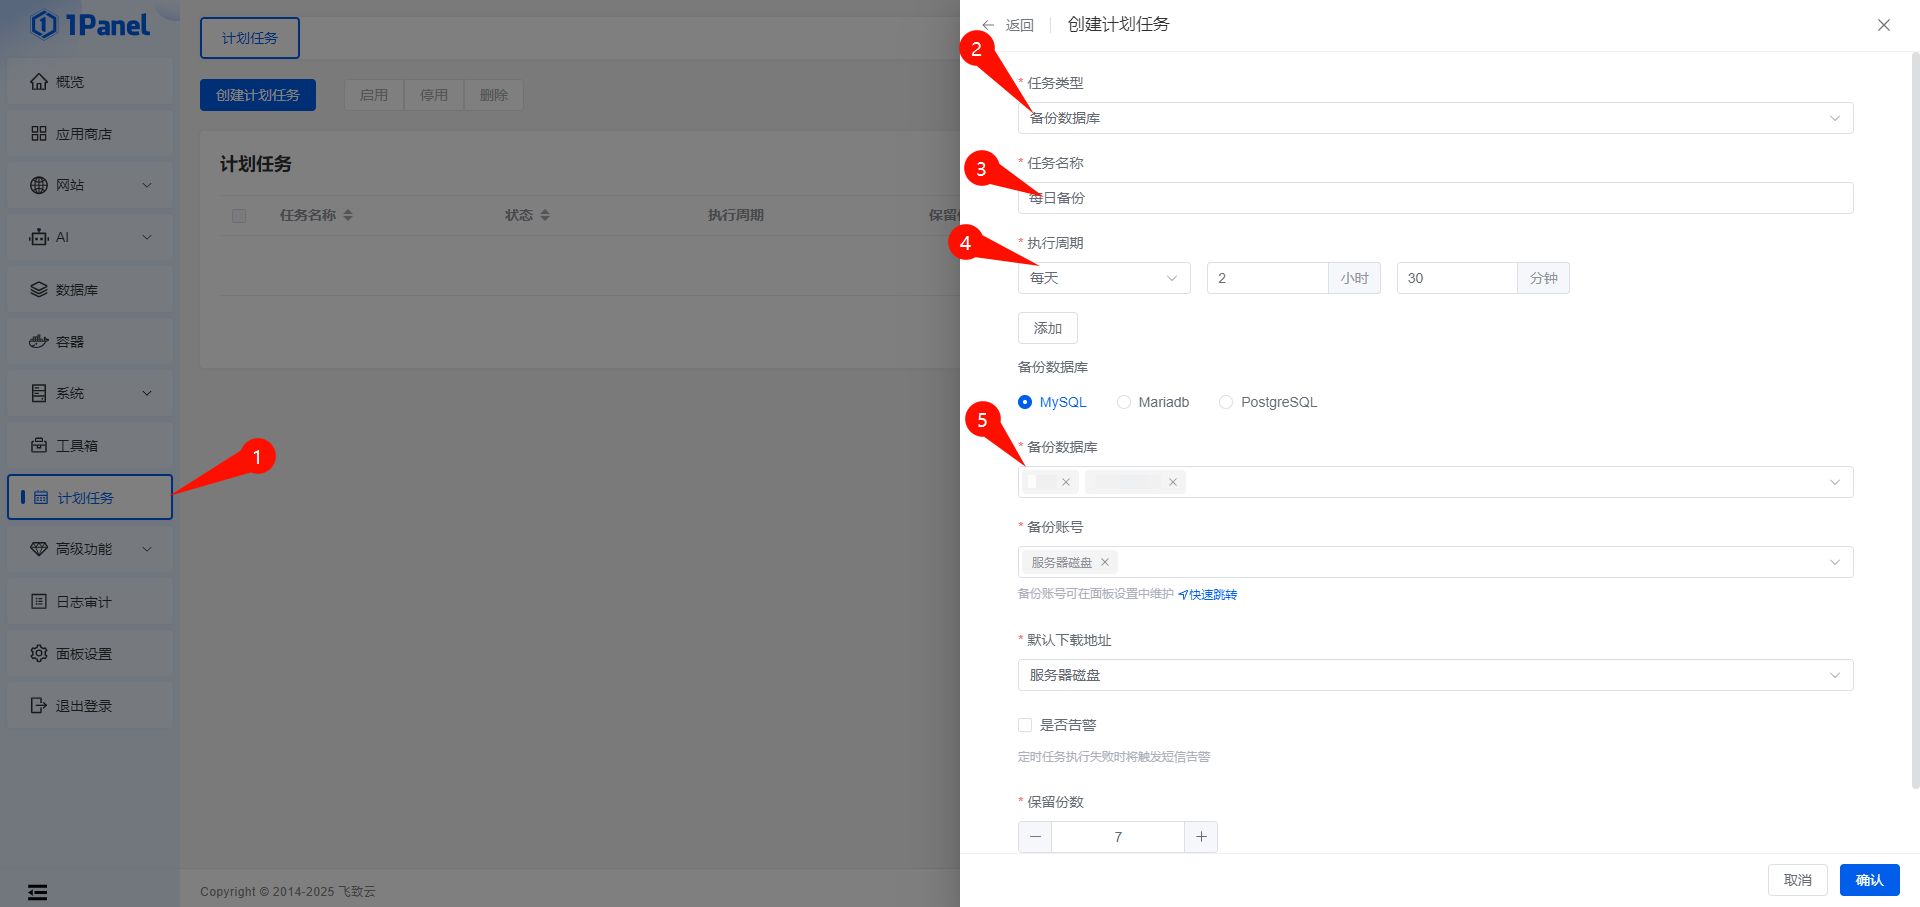 1Panel
概览
应用商店
网站
AI
数据库
容器
系统
工具箱
计划任务
高级功能
日志审计
面板设置
退出登录
1
计划任务
创建计划任务
启用
停用
删除
计划任务
任务名称
状态
执行周期
Copyright © 2014-2025 飞致云
返回
创建计划任务
2
* 任务类型
备份数据库
3
* 任务名称
每日备份
4
* 执行周期
每天
2
小时
30
分钟
添加
备份数据库
MySQL
Mariadb
PostgreSQL
5
* 备份数据库
* 备份账号
服务器磁盘
备份账号可在面板设置中维护 快速跳转
* 默认下载地址
服务器磁盘
是否告警
定时任务执行失败时将触发短信告警
* 保留份数
7
取消
确认